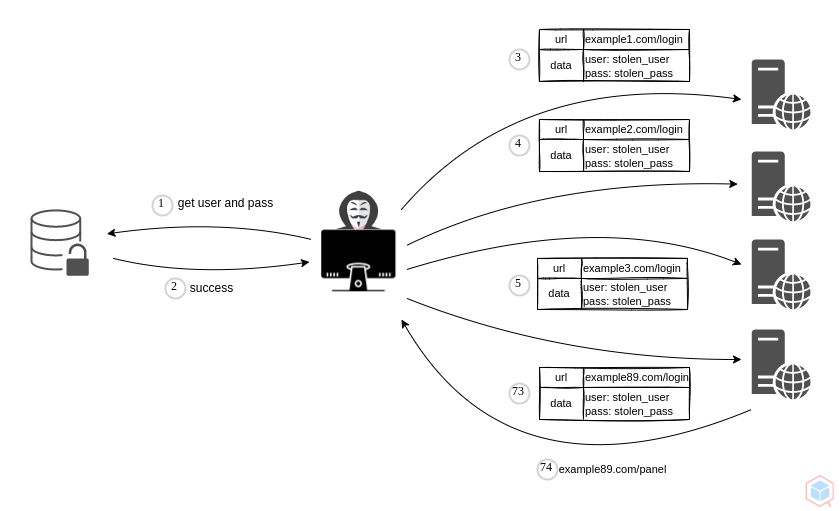 1 get user and pass
2 success
3
url example1.com/login
data user: stolen_user
pass: stolen_pass
4
url example2.com/login
data user: stolen_user
pass: stolen_pass
5
url example3.com/login
data user: stolen_user
pass: stolen_pass
73
url example89.com/login
data user: stolen_user
pass: stolen_pass
74 example89.com/panel